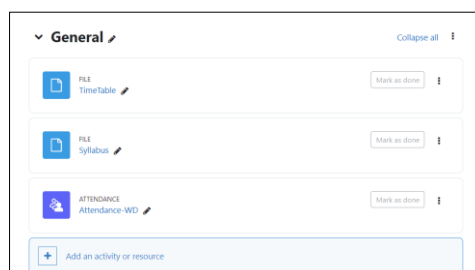 General
Collapse all
FILE
TimeTable
Mark as done
FILE
Syllabus
Mark as done
ATTENDANCE
Attendance-WD
Mark as done
Add an activity or resource